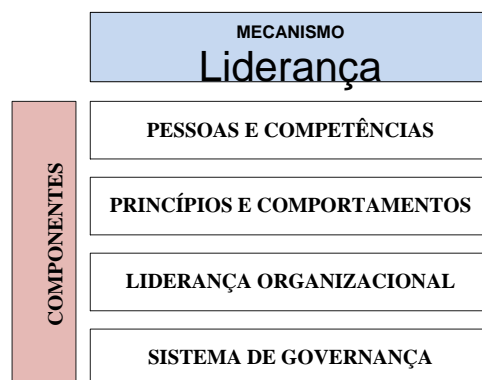 MECANISMO
Liderança
COMPONENTES
PESSOAS E COMPETÊNCIAS
PRINCÍPIOS E COMPORTAMENTOS
LIDERANÇA ORGANIZACIONAL
SISTEMA DE GOVERNANÇA